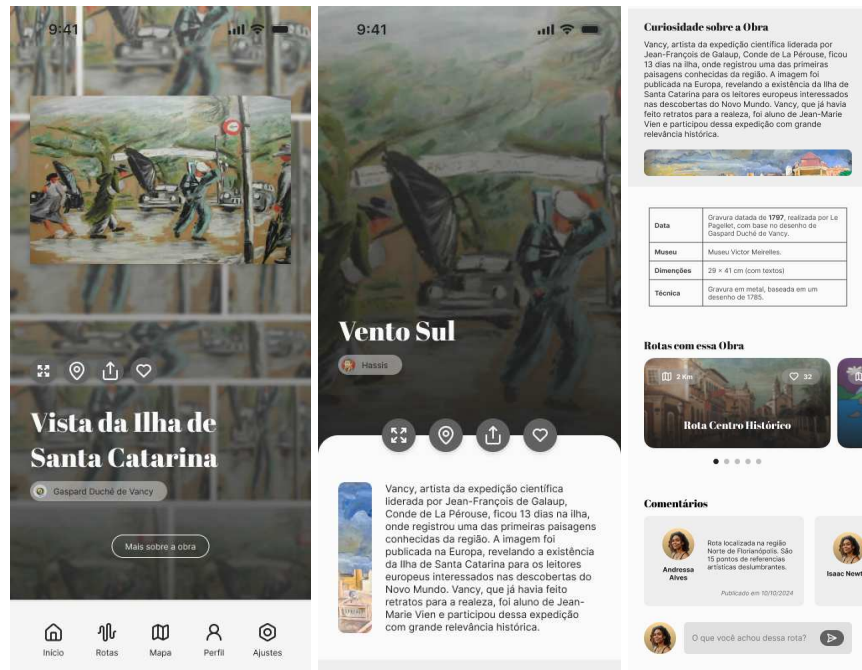 9:41
Vista da Ilha de
Santa Catarina
Gaspard Duché de Vancy
Mais sobre a obra
Início
Rotas
Mapa
Perfil
Ajustes
9:41
Vento Sul
Hassis
Vancy, artista da expedição científica
liderada por Jean-François de Galaup,
Conde de La Pérouse, ficou 13 dias na ilha,
onde registrou uma das primeiras paisagens
conhecidas da região. A imagem foi
publicada na Europa, revelando a existência
da Ilha de Santa Catarina para os leitores
europeus interessados nas descobertas do
Novo Mundo. Vancy, que já havia feito
retratos para a realeza, foi aluno de Jean-
Marie Vien e participou dessa expedição
com grande relevância histórica.
Curiosidade sobre a Obra
Vancy, artista da expedição científica liderada por
Jean-François de Galaup, Conde de La Pérouse, ficou
13 dias na ilha, onde registrou uma das primeiras
paisagens conhecidas da região. A imagem foi
publicada na Europa, revelando a existência da Ilha de
Santa Catarina para os leitores europeus interessados
nas descobertas do Novo Mundo. Vancy, que já havia
feito retratos para a realeza, foi aluno de Jean-Marie
Vien e participou dessa expedição com grande
relevância histórica.
Data
Gravura datada de 1797, realizada por Le
Pagellet, com base no desenho de
Gaspard Duché de Vancy.
Museu
Museu Victor Meirelles.
Dimenções
29 × 41 cm (com textos)
Técnica
Gravura em metal, baseada em um
desenho de 1785.
Rotas com essa Obra
2 Km
32
Rota Centro Histórico
Comentários
Andressa
Alves
Rota localizada na região
Norte de Florianópolis. São
15 pontos de referencias
artísticas deslumbrantes.
Publicado em 10/10/2024
Isaac Newt
O que você achou dessa rota?